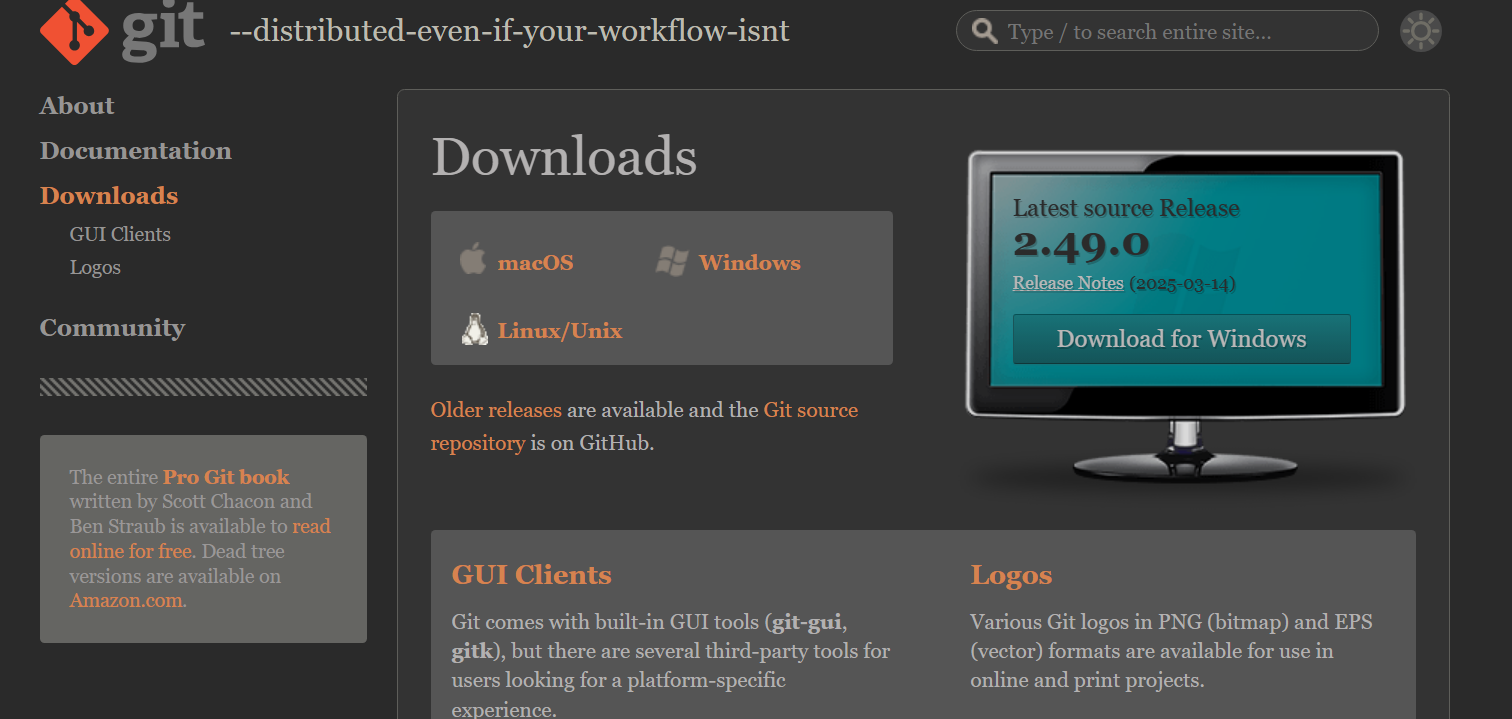 git --distributed-even-if-your-workflow-isnt
Type / to search entire site...
About
Documentation
Downloads
GUI Clients
Logos
Community
The entire Pro Git book
written by Scott Chacon and
Ben Straub is available to read
online for free. Dead tree
versions are available on
Amazon.com.
Downloads
macOS
Windows
Linux/Unix
Older releases are available and the Git source
repository is on GitHub.
Latest source Release
2.49.0
Release Notes (2025-03-14)
Download for Windows
GUI Clients
Git comes with built-in GUI tools (git-gui,
gitk), but there are several third-party tools for
users looking for a platform-specific
experience.
Logos
Various Git logos in PNG (bitmap) and EPS
(vector) formats are available for use in
online and print projects.